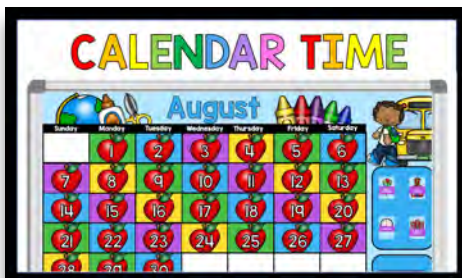 CALENDAR TIME
August
Sunday Monday Tuesday Wednesday Thursday Friday Saturday
1 2 3 4 5 6
7 8 9 10 11 12 13
14 15 16 17 18 19 20
21 22 23 24 25 26 27
28 29 30